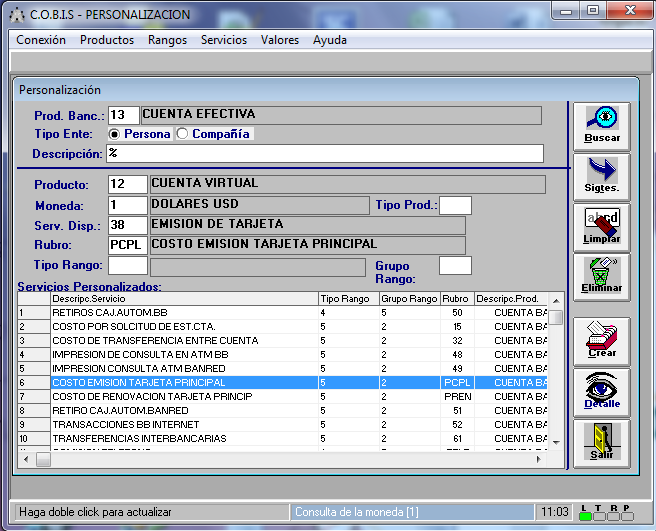 C.O.B.I.S - PERSONALIZACION
Conexión Productos Rangos Servicios Valores Ayuda
Personalización
Prod. Banc.: 13 CUENTA EFECTIVA
Tipo Ente: Persona Compañía
Descripción: %
Producto: 12 CUENTA VIRTUAL
Moneda: 1 DOLARES USD Tipo Prod.:
Serv. Disp.: 38 EMISION DE TARJETA
Rubro: PCPL COSTO EMISION TARJETA PRINCIPAL
Tipo Rango: Grupo Rango:
Servicios Personalizados:
Descripc.Servicio Tipo Rango Grupo Rango Rubro Descripc.Prod.
1 RETIROS CAJ.AUTOM.BB 4 5 50 CUENTA BA
2 COSTO POR SOLCITUD DE EST.CTA. 5 2 15 CUENTA BA
3 COSTO DE TRANSFERENCIA ENTRE CUENTA 5 2 32 CUENTA BA
4 IMPRESION DE CONSULTA EN ATM BB 5 2 48 CUENTA BA
5 IMPRESION CONSULTA ATM BANRED 5 2 49 CUENTA BA
6 COSTO EMISION TARJETA PRINCIPAL 5 2 PCPL CUENTA BA
7 COSTO DE RENOVACION TARJETA PRINCIP 5 2 PREN CUENTA BA
8 RETIRO CAJ.AUTOM.BANRED 5 2 51 CUENTA BA
9 TRANSACCIONES BB INTERNET 5 2 52 CUENTA BA
10 TRANSFERENCIAS INTERBANCARIAS 5 2 61 CUENTA BA
Buscar
Sigtes.
abcd
Limpiar
Eliminar
Crear
Detalle
Salir
Haga doble click para actualizar Consulta de la moneda [1] 11:03 L T R P